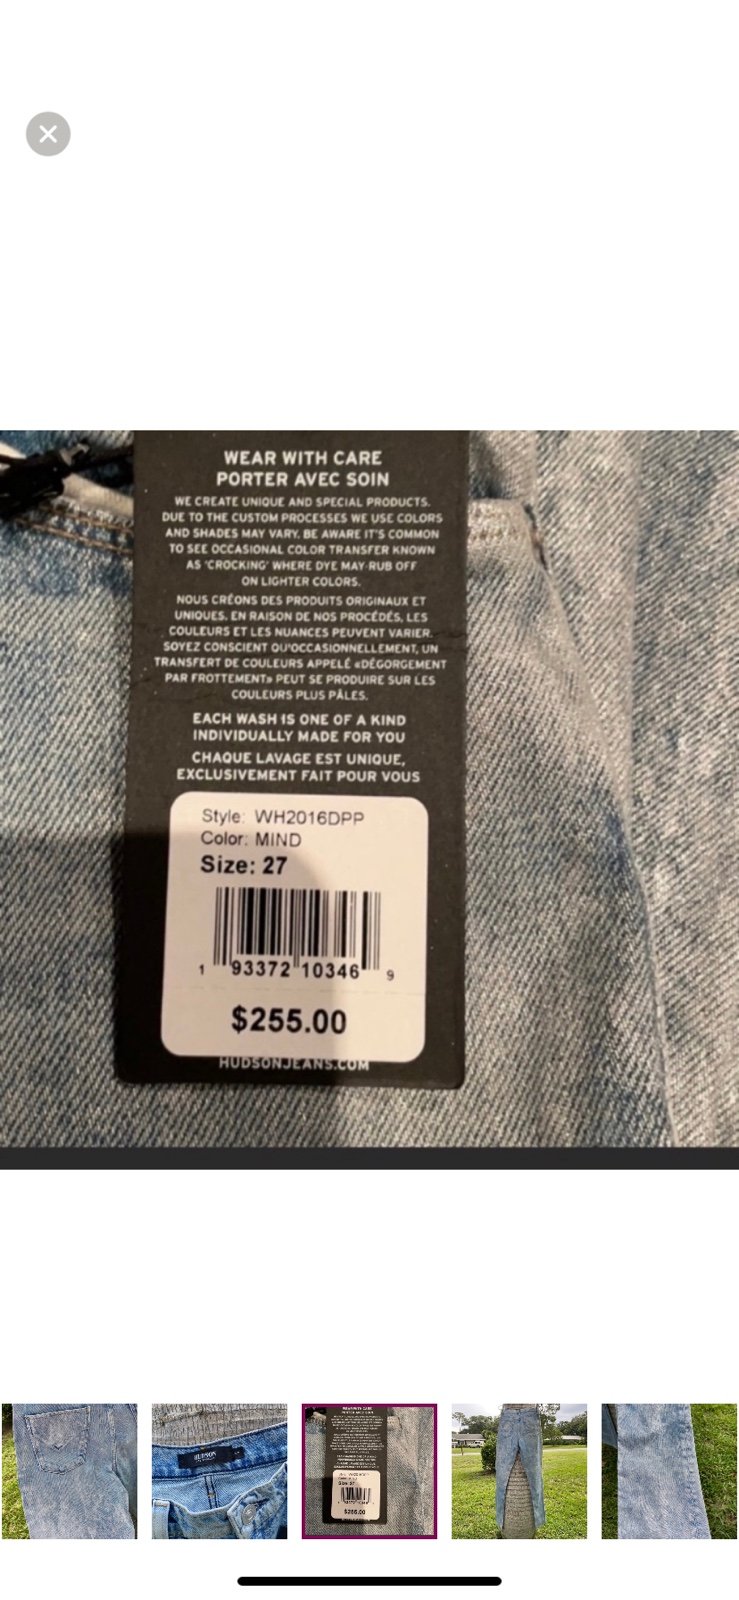 WEAR WITH CARE
PORTER AVEC SOIN
WE CREATE UNIQUE AND SPECIAL PRODUCTS.
DUE TO THE CUSTOM PROCESSES WE USE COLORS
AND SHADES MAY VARY. BE AWARE IT'S COMMON
TO SEE OCCASIONAL COLOR TRANSFER KNOWN
AS 'CROCKING' WHERE DYE MAY RUB OFF
ON LIGHTER COLORS.
NOUS CRÉONS DES PRODUITS ORIGINAUX ET
UNIQUES. EN RAISON DE NOS PROCÉDÉS, LES
COULEURS ET LES NUANCES PEUVENT VARIER.
SOYEZ CONSCIENT QU'OCCASIONNELLEMENT, UN
TRANSFERT DE COULEURS APPELÉ «DÉGORGEMENT
PAR FROTTEMENT» PEUT SE PRODUIRE SUR LES
COULEURS PLUS PÂLES.
EACH WASH IS ONE OF A KIND
INDIVIDUALLY MADE FOR YOU
CHAQUE LAVAGE EST UNIQUE,
EXCLUSIVEMENT FAIT POUR VOUS
Style: WH2016DPP
Color: MIND
Size: 27
1 93372 10346 9
$255.00
HUDSONJEANS.COM
HUDSON